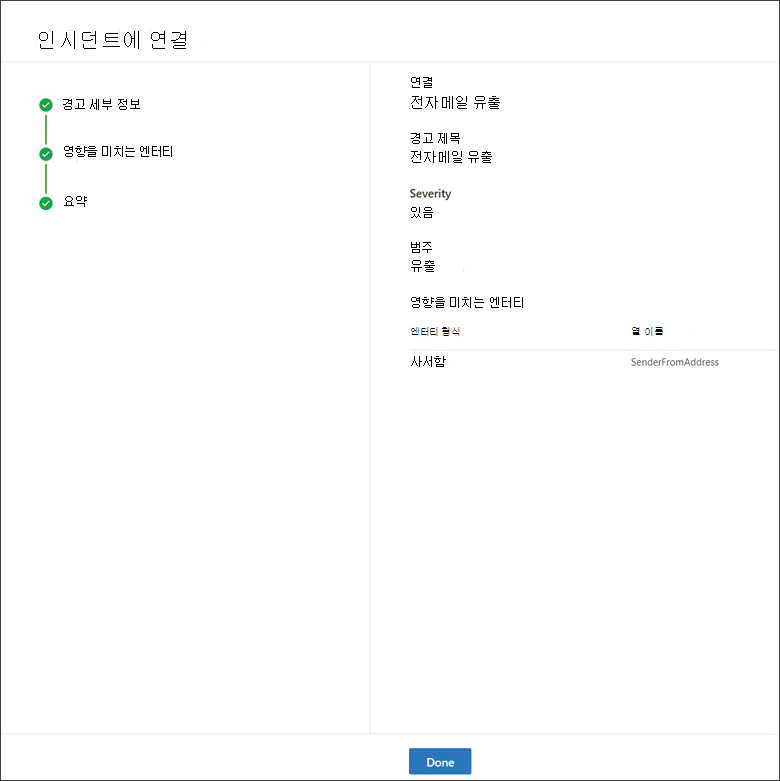 인시던트에 연결
경고 세부 정보
영향을 미치는 엔터티
요약
연결
전자 메일 유출
경고 제목
전자메일 유출
Severity
있음
범주
유출
영향을 미치는 엔터티
엔터티 형식 열 이름
사서함 SenderFromAddress
Done